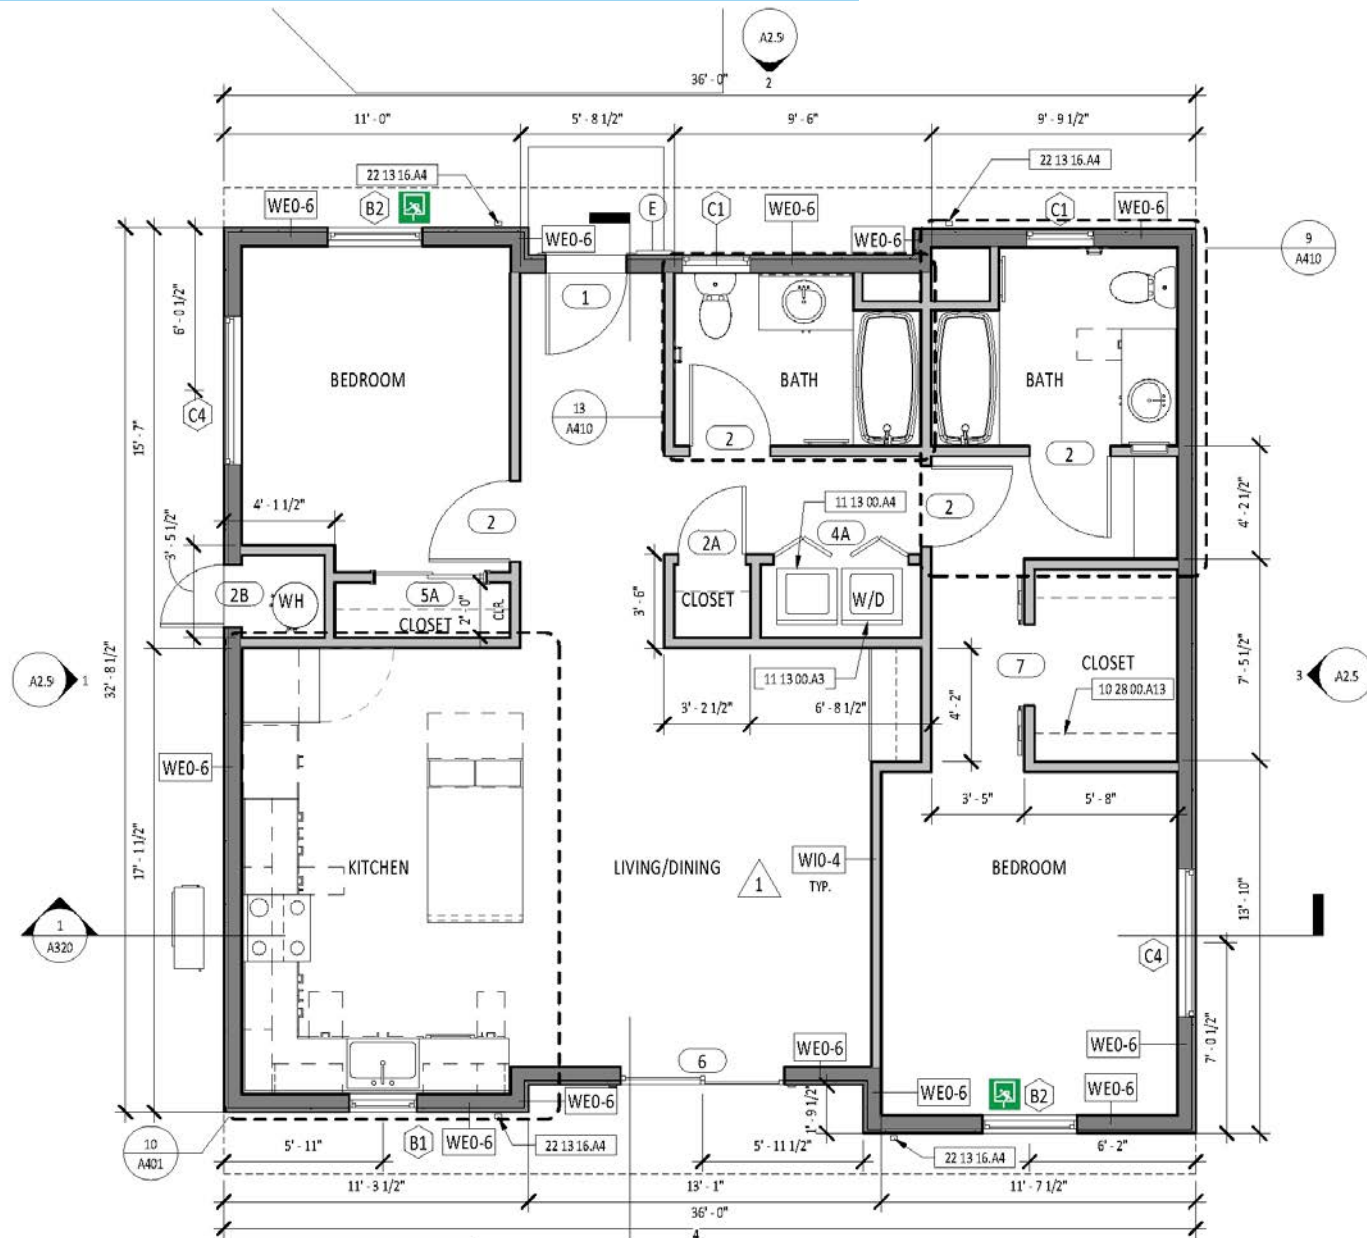 A2.9
2
36' - 0"
11' - 0"
5' - 8 1/2"
9' - 6"
9' - 9 1/2"
22 13 16.A4
22 13 16.A4
WE0-6
B2
E
C1
WE0-6
C1
WE0-6
WE0-6
WE0-6
9
A410
1
6' - 0 1/2"
BEDROOM
BATH
BATH
C4
13
A410
15' - 7"
2
2
4' - 1 1/2"
11 13 00.A4
4' - 2 1/2"
2
2
3' - 5 1/2"
2A
4A
2B
WH
5A
2' - 0"
CLR.
CLOSET
3' - 6"
CLOSET
W/D
32' - 8 1/2"
A2.9
1
11 13 00.A3
7
CLOSET
10 28 00.A13
7' - 5 1/2"
3
A2.5
3' - 2 1/2"
6' - 8 1/2"
4' - 2"
WE0-6
3' - 5"
5' - 8"
17' - 1 1/2"
KITCHEN
LIVING/DINING
1
WI0-4
TYP.
BEDROOM
13' - 10"
1
A320
C4
7' - 0 1/2"
6
WE0-6
WE0-6
WE0-6
WE0-6
B2
WE0-6
1' - 9 1/2"
10
A401
5' - 11"
B1
WE0-6
22 13 16.A4
5' - 11 1/2"
22 13 16.A4
6' - 2"
11' - 3 1/2"
13' - 1"
11' - 7 1/2"
36' - 0"
4